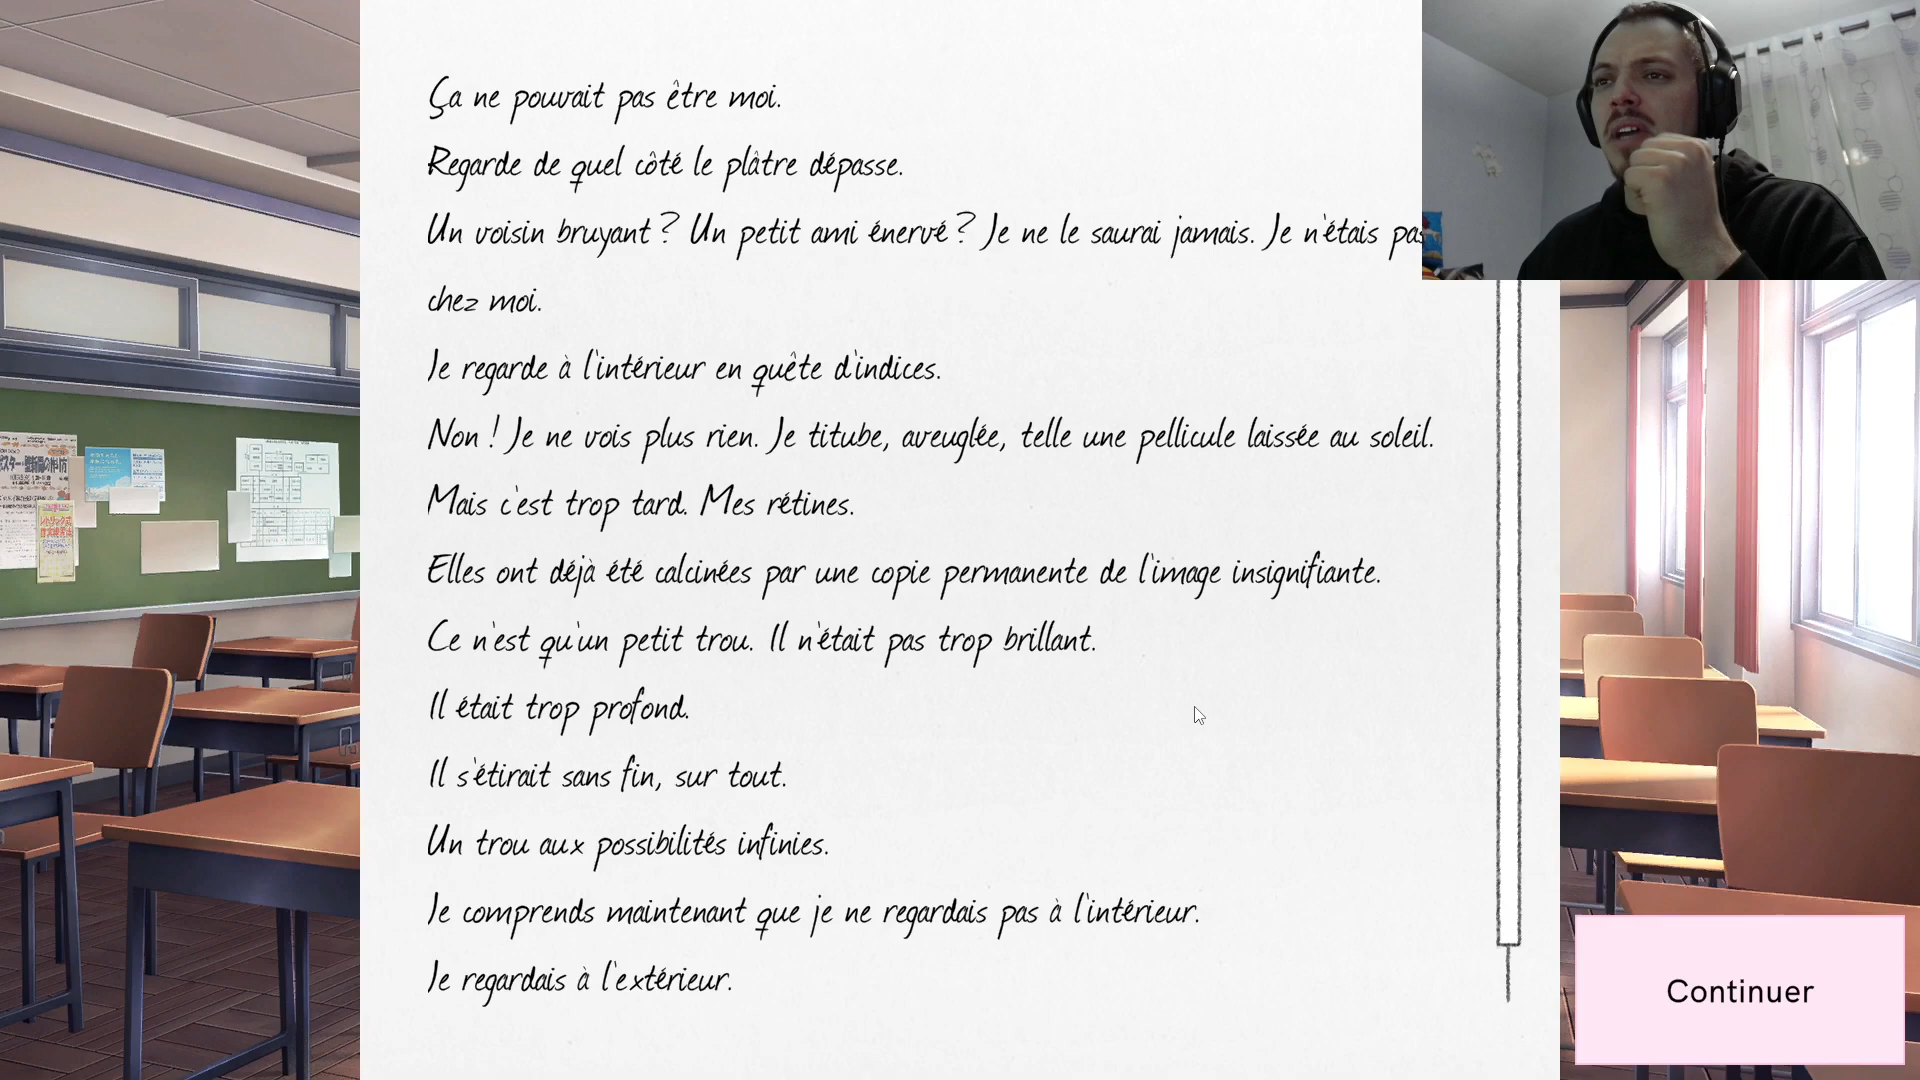 Ça ne pouvait pas être moi.
Regarde de quel côté le plâtre dépasse.
Un voisin bruyant ? Un petit ami énervé ? Je ne le saurai jamais. Je n'étais pas
chez moi.
Je regarde à l'intérieur en quête d'indices.
Non ! Je ne vois plus rien. Je titube, aveuglée, telle une pellicule laissée au soleil.
Mais c'est trop tard. Mes rétines.
Elles ont déjà été calcinées par une copie permanente de l'image insignifiante.
Ce n'est qu'un petit trou. Il n'était pas trop brillant.
Il était trop profond.
Il s'étirait sans fin, sur tout.
Un trou aux possibilités infinies.
Je comprends maintenant que je ne regardais pas à l'intérieur.
Je regardais à l'extérieur.
Continuer